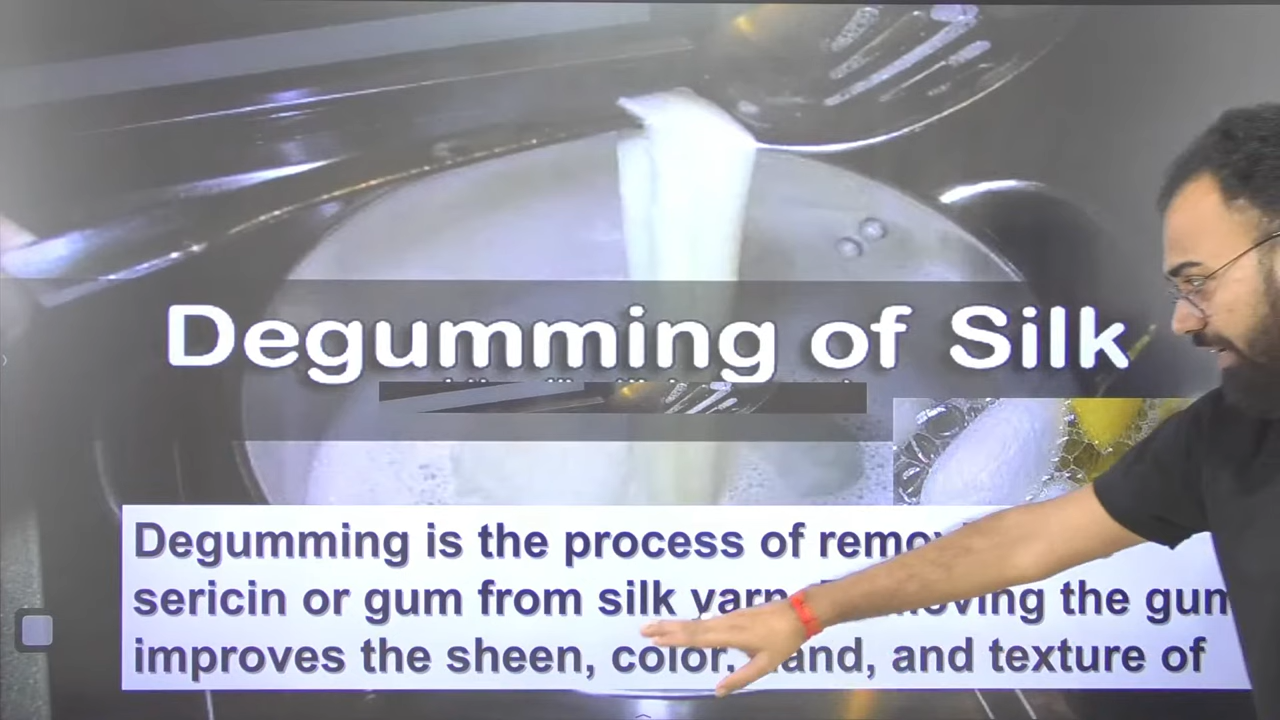 Degumming of Silk
Degumming is the process of
sericin or gum from silk yarn the gum
improves the sheen, color, and, and texture of